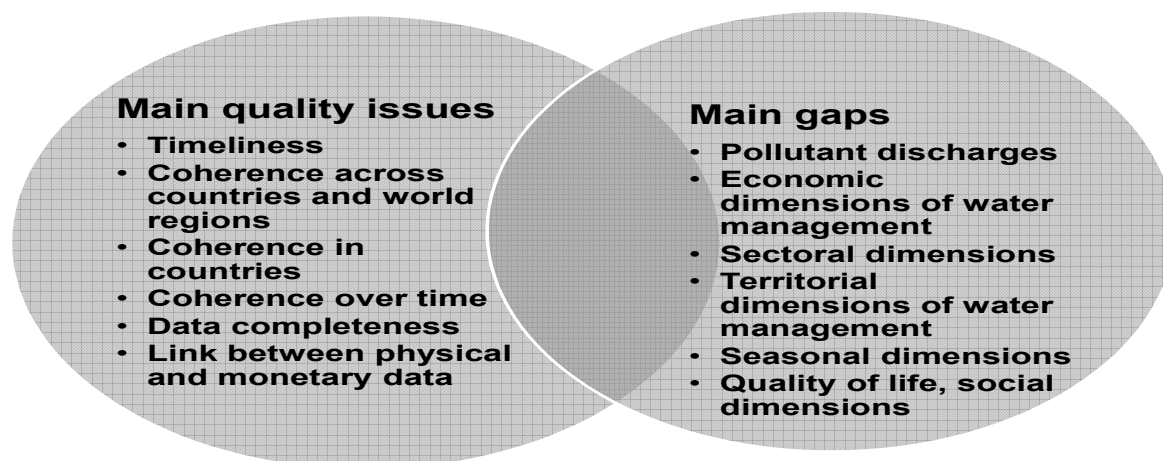 Main quality issues
• Timeliness
• Coherence across
countries and world
regions
• Coherence in
countries
• Coherence over time
• Data completeness
• Link between physical
and monetary data
Main gaps
• Pollutant discharges
• Economic
dimensions of water
management
• Sectoral dimensions
• Territorial
dimensions of water
management
• Seasonal dimensions
• Quality of life, social
dimensions